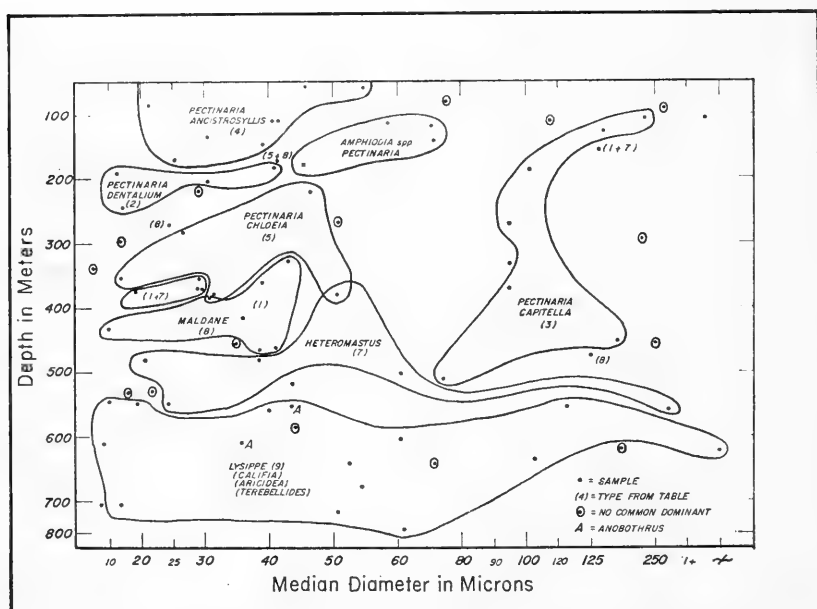 100
200
300
400
500
600
700
800
Depth in Meters
PECTINARIA
ANCISTROSYLLIS
(4)
(5+8)
AMPHIODIA spp
PECTINARIA
(1+7)
PECTINARIA
DENTALIUM
(2)
(6)
PECTINARIA
CHLOEIA
(5)
(1+7)
(1)
MALDANE
(8)
HETEROMASTUS
(7)
PECTINARIA
CAPITELLA
(3)
(8)
A
A
LYSIPPE (9)
(CALIFIA)
(ARICIDEA)
(TEREBELLIDES)
• = SAMPLE
(4) = TYPE FROM TABLE
= NO COMMON DOMINANT
A = ANOBOTHRUS
10 20 25 30 40 50 60 80 90 100 120 125 250 1+
Median Diameter in Microns